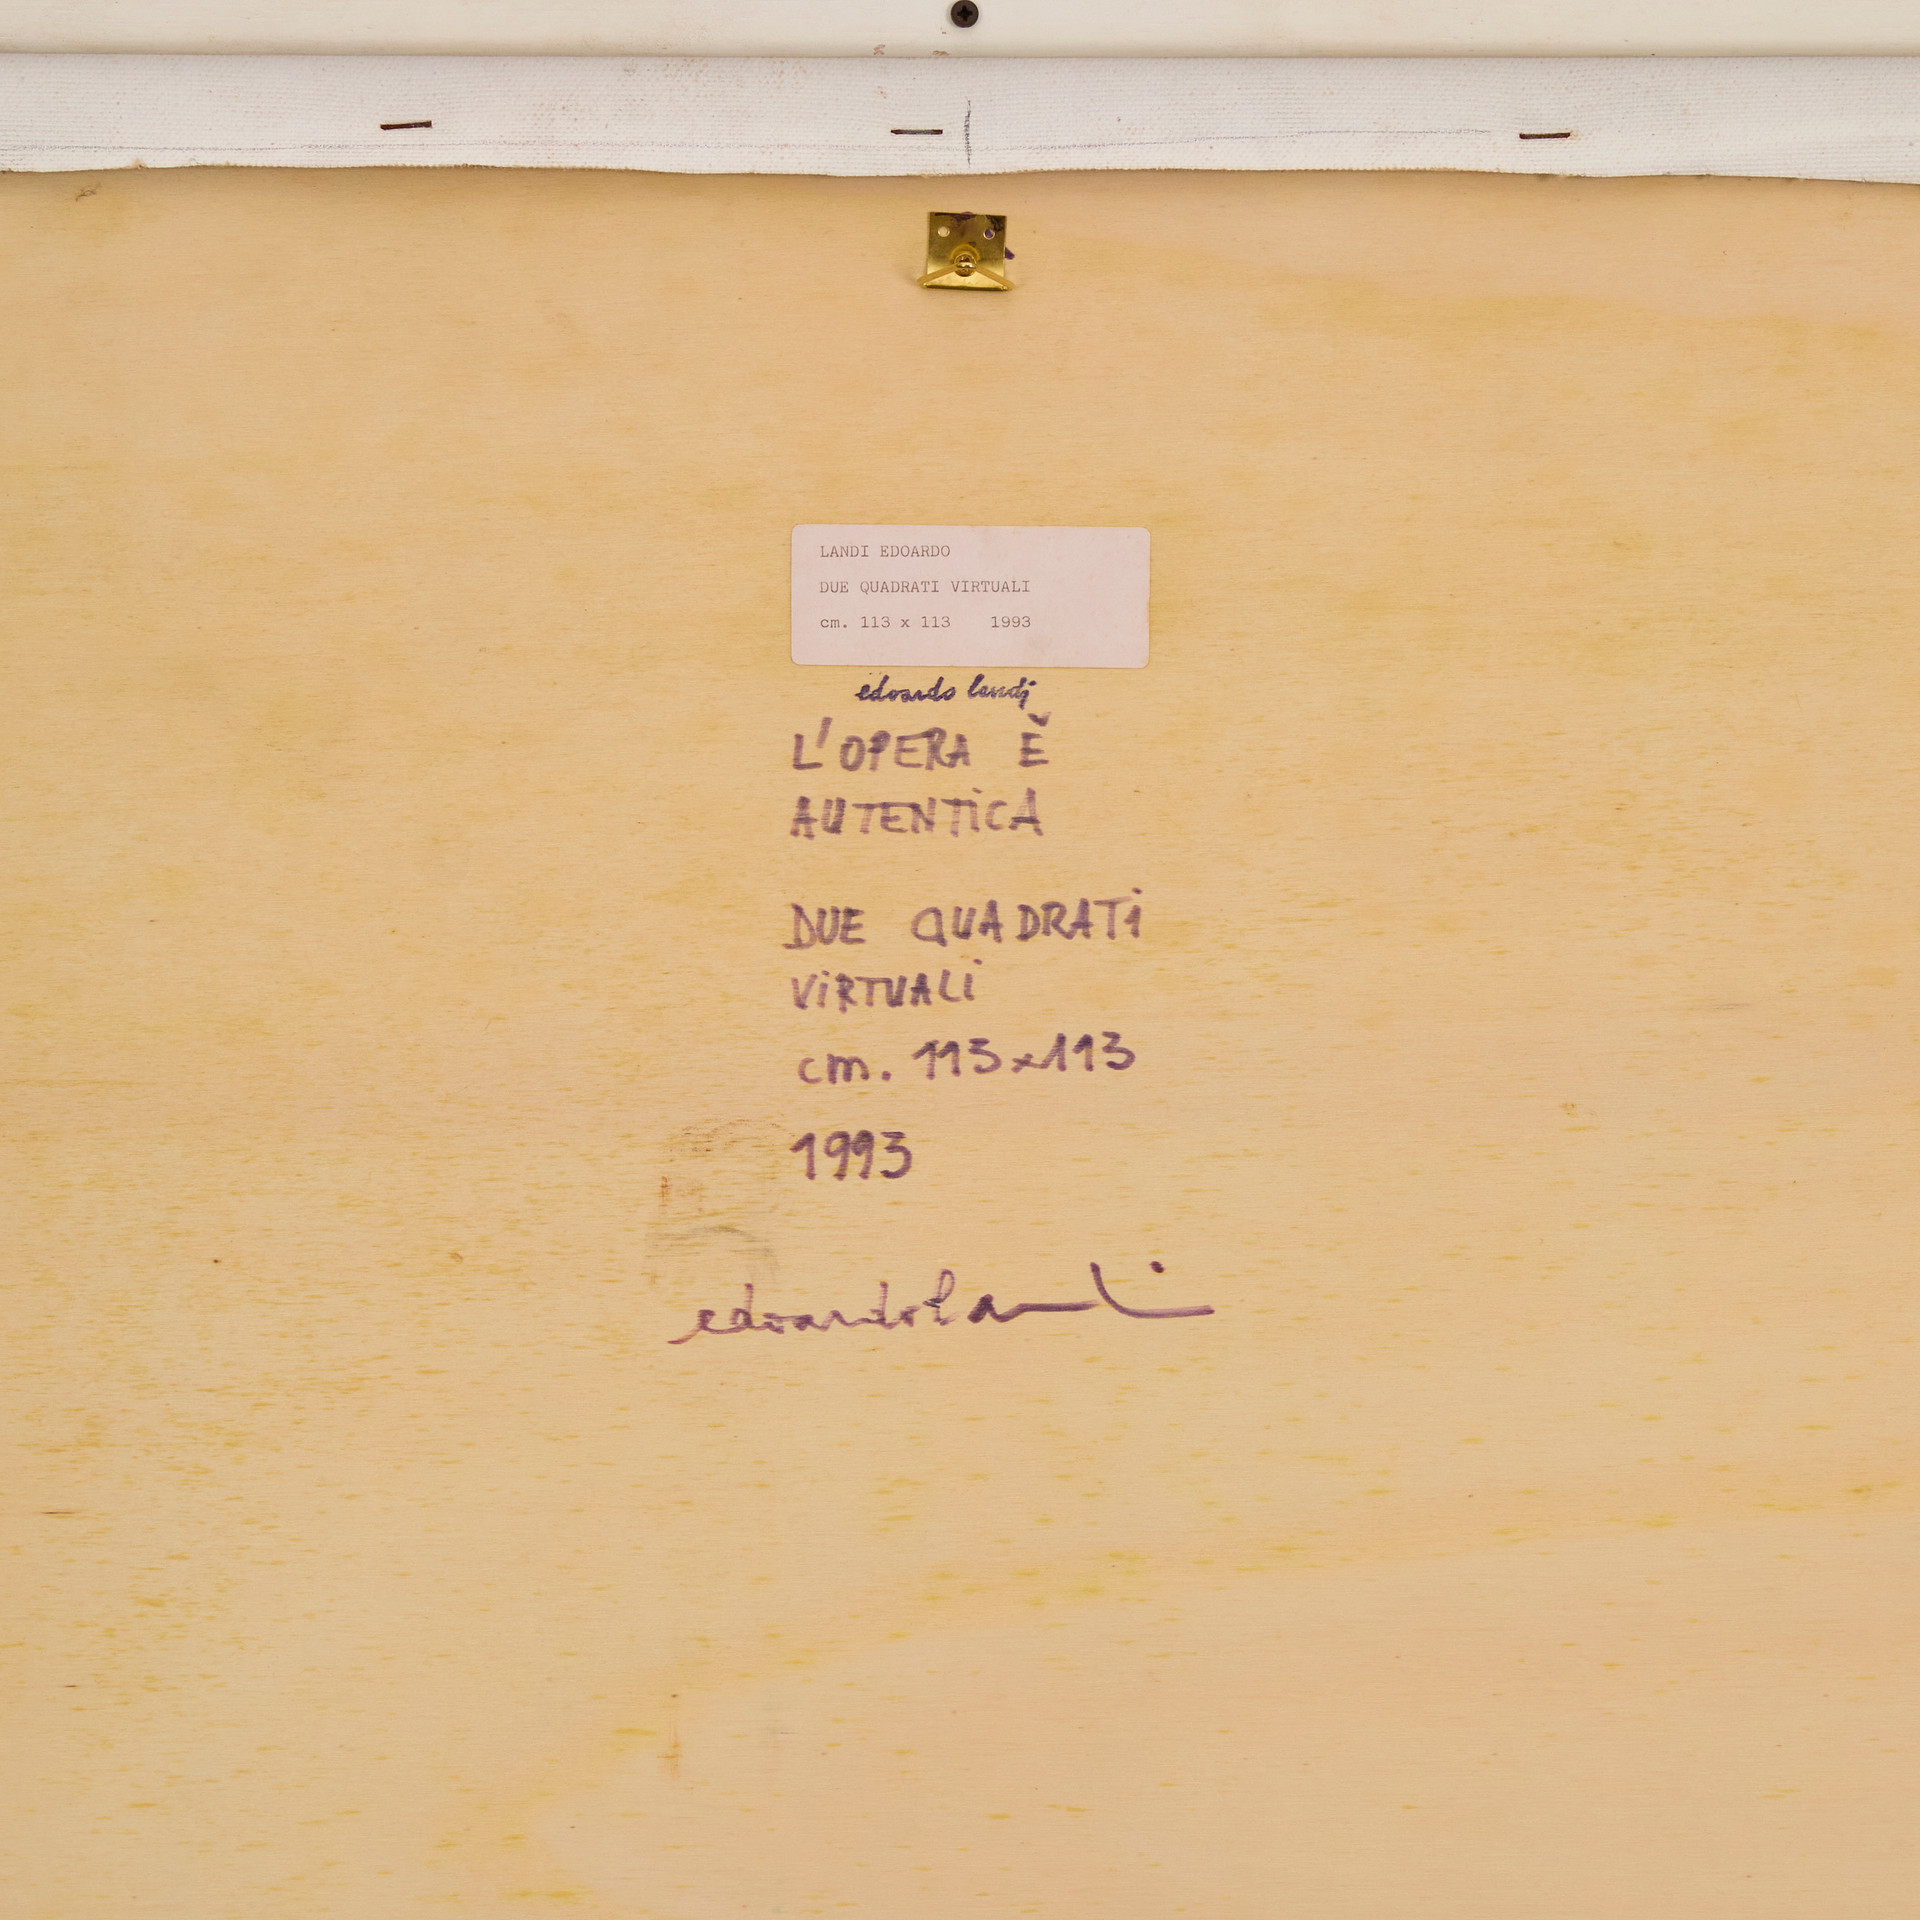 LANDI EDOARDO
DUE QUADRATI VIRTUALI
cm. 113 x 113 1993
edoardo landi
L'OPERA È
AUTENTICA
DUE QUADRATI
VIRTUALI
cm. 113x113
1993
edoardo landi